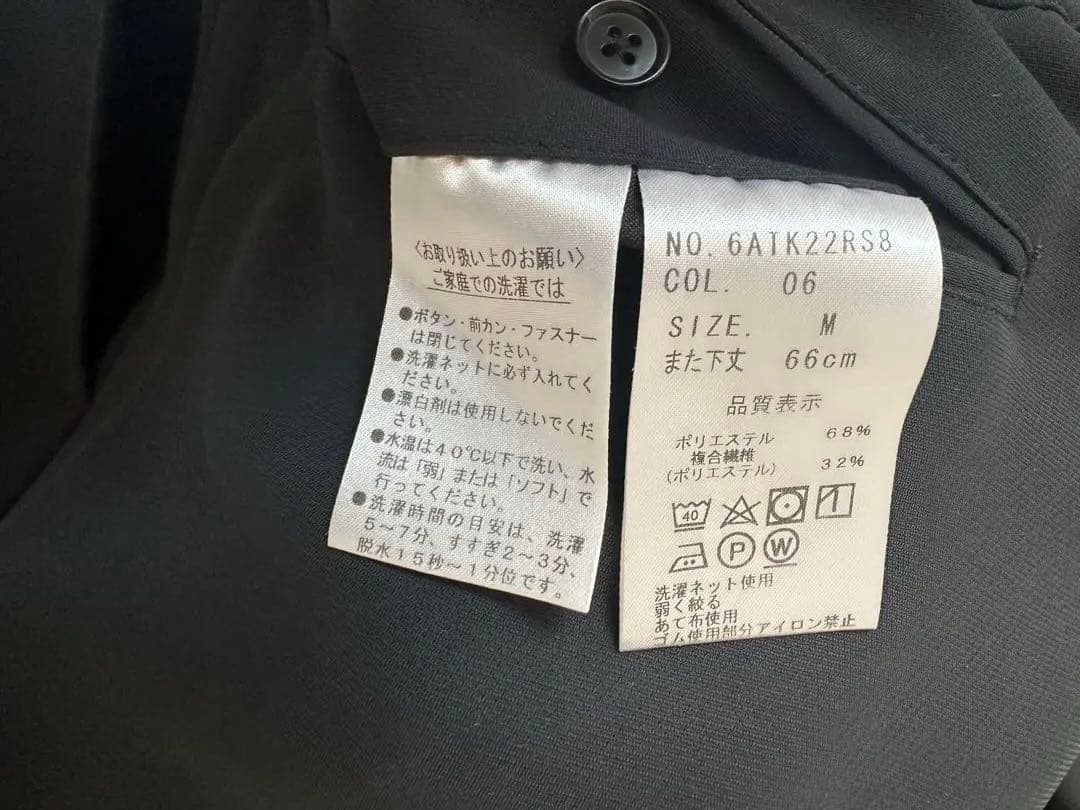 〈お取り扱い上のお願い〉
ご家庭での洗濯では
●ボタン・前カン・ファスナー
は閉じてください。
●洗濯ネットに必ず入れてく
ださい。
●漂白剤は使用しないでくだ
さい。
●水温は40℃以下で洗い、水
流は「弱」または「ソフト」で
行ってください。
●洗濯時間の目安は、洗濯
5〜7分、すすぎ2〜3分、
脱水15秒〜1分位です。
NO. 6ATK22RS8
COL. 06
SIZE. M
また下丈 66cm
品質表示
ポリエステル 68%
複合繊維
(ポリエステル) 32%
40
P W
洗濯ネット使用
弱く絞る
あて布使用
ゴム使用部分アイロン禁止